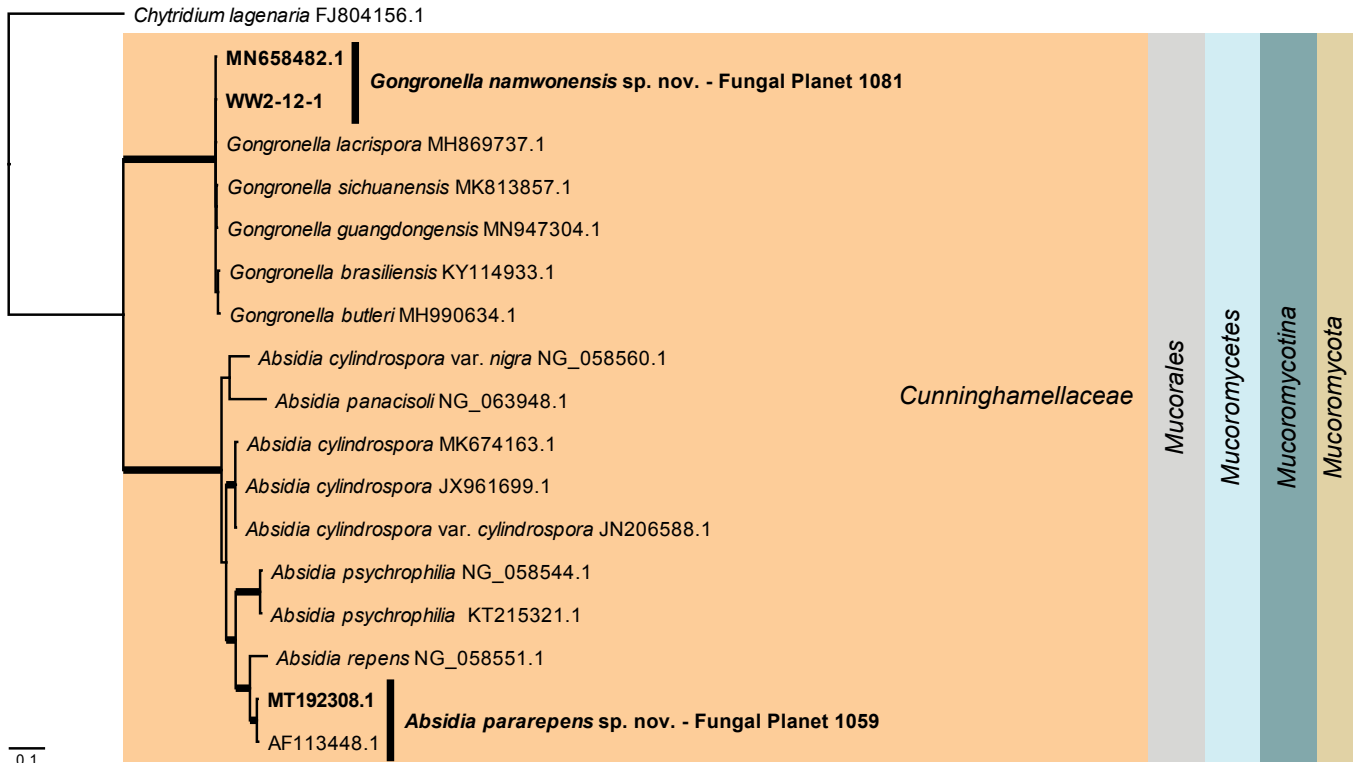 Chytridium lagenaria FJ804156.1
MN658482.1
WW2-12-1
Gongronella namwonensis sp. nov. - Fungal Planet 1081
Gongronella lacrispora MH869737.1
Gongronella sichuanensis MK813857.1
Gongronella guangdongensis MN947304.1
Gongronella brasiliensis KY114933.1
Gongronella butleri MH990634.1
Absidia cylindrospora var. nigra NG_058560.1
Absidia panacisoli NG_063948.1
Absidia cylindrospora MK674163.1
Absidia cylindrospora JX961699.1
Absidia cylindrospora var. cylindrospora JN206588.1
Absidia psychrophilia NG_058544.1
Absidia psychrophilia KT215321.1
Absidia repens NG_058551.1
MT192308.1
AF113448.1
Absidia pararepens sp. nov. - Fungal Planet 1059
Cunninghamellaceae
Mucorales
Mucoromycetes
Mucoromycotina
Mucoromycota
0.1